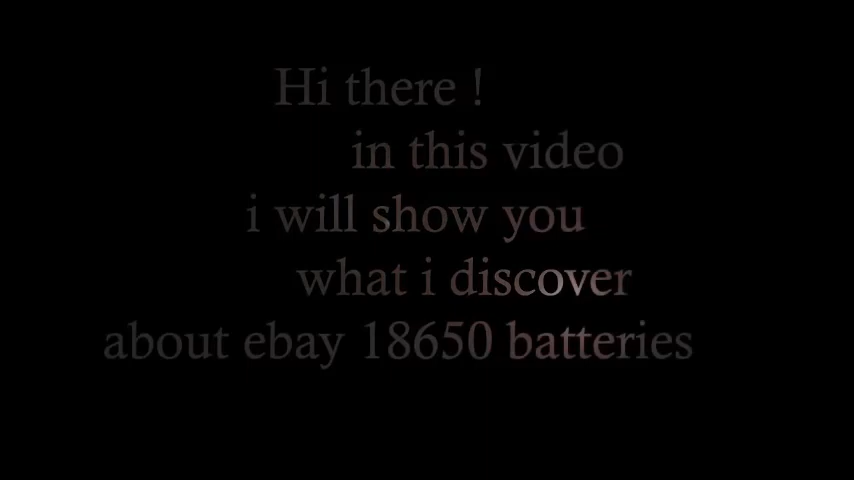 Hi there !
in this video
i will show you
what i discover
about ebay 18650 batteries